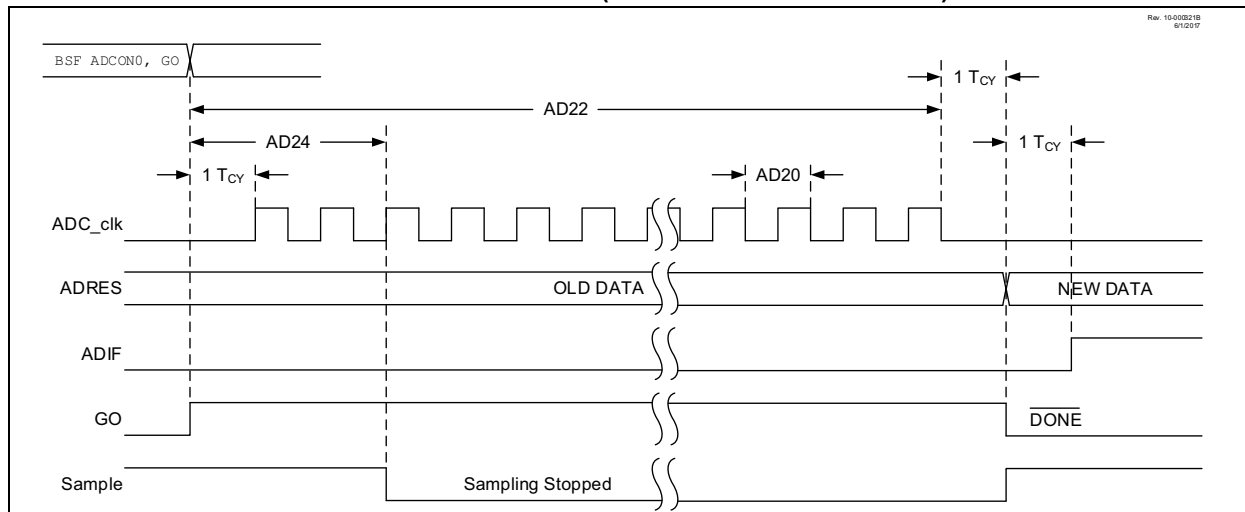 Rev. 10-000321B
6/1/2017
BSF ADCON0, GO
1 TCY
AD22
AD24
1 TCY
1 TCY
AD20
ADC_clk
ADRES
OLD DATA
NEW DATA
ADIF
GO
DONE
Sample
Sampling Stopped